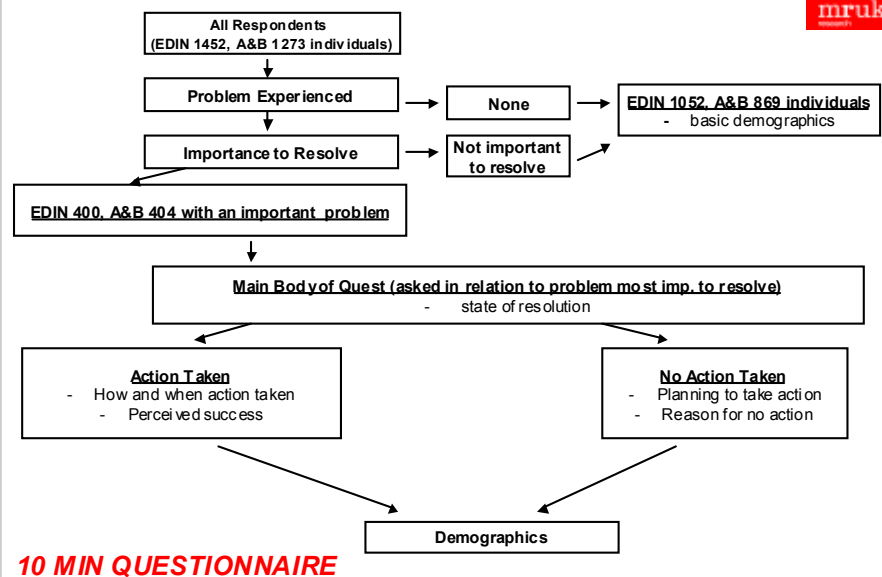 mruk
research
All Respondents
(EDIN 1452, A&B 1273 individuals)
Problem Experienced
None
EDIN 1052, A&B 869 individuals
- basic demographics
Importance to Resolve
Not important
to resolve
EDIN 400, A&B 404 with an important problem
Main Body of Quest (asked in relation to problem most imp. to resolve)
- state of resolution
Action Taken
- How and when action taken
- Perceived success
No Action Taken
- Planning to take action
- Reason for no action
Demographics
10 MIN QUESTIONNAIRE